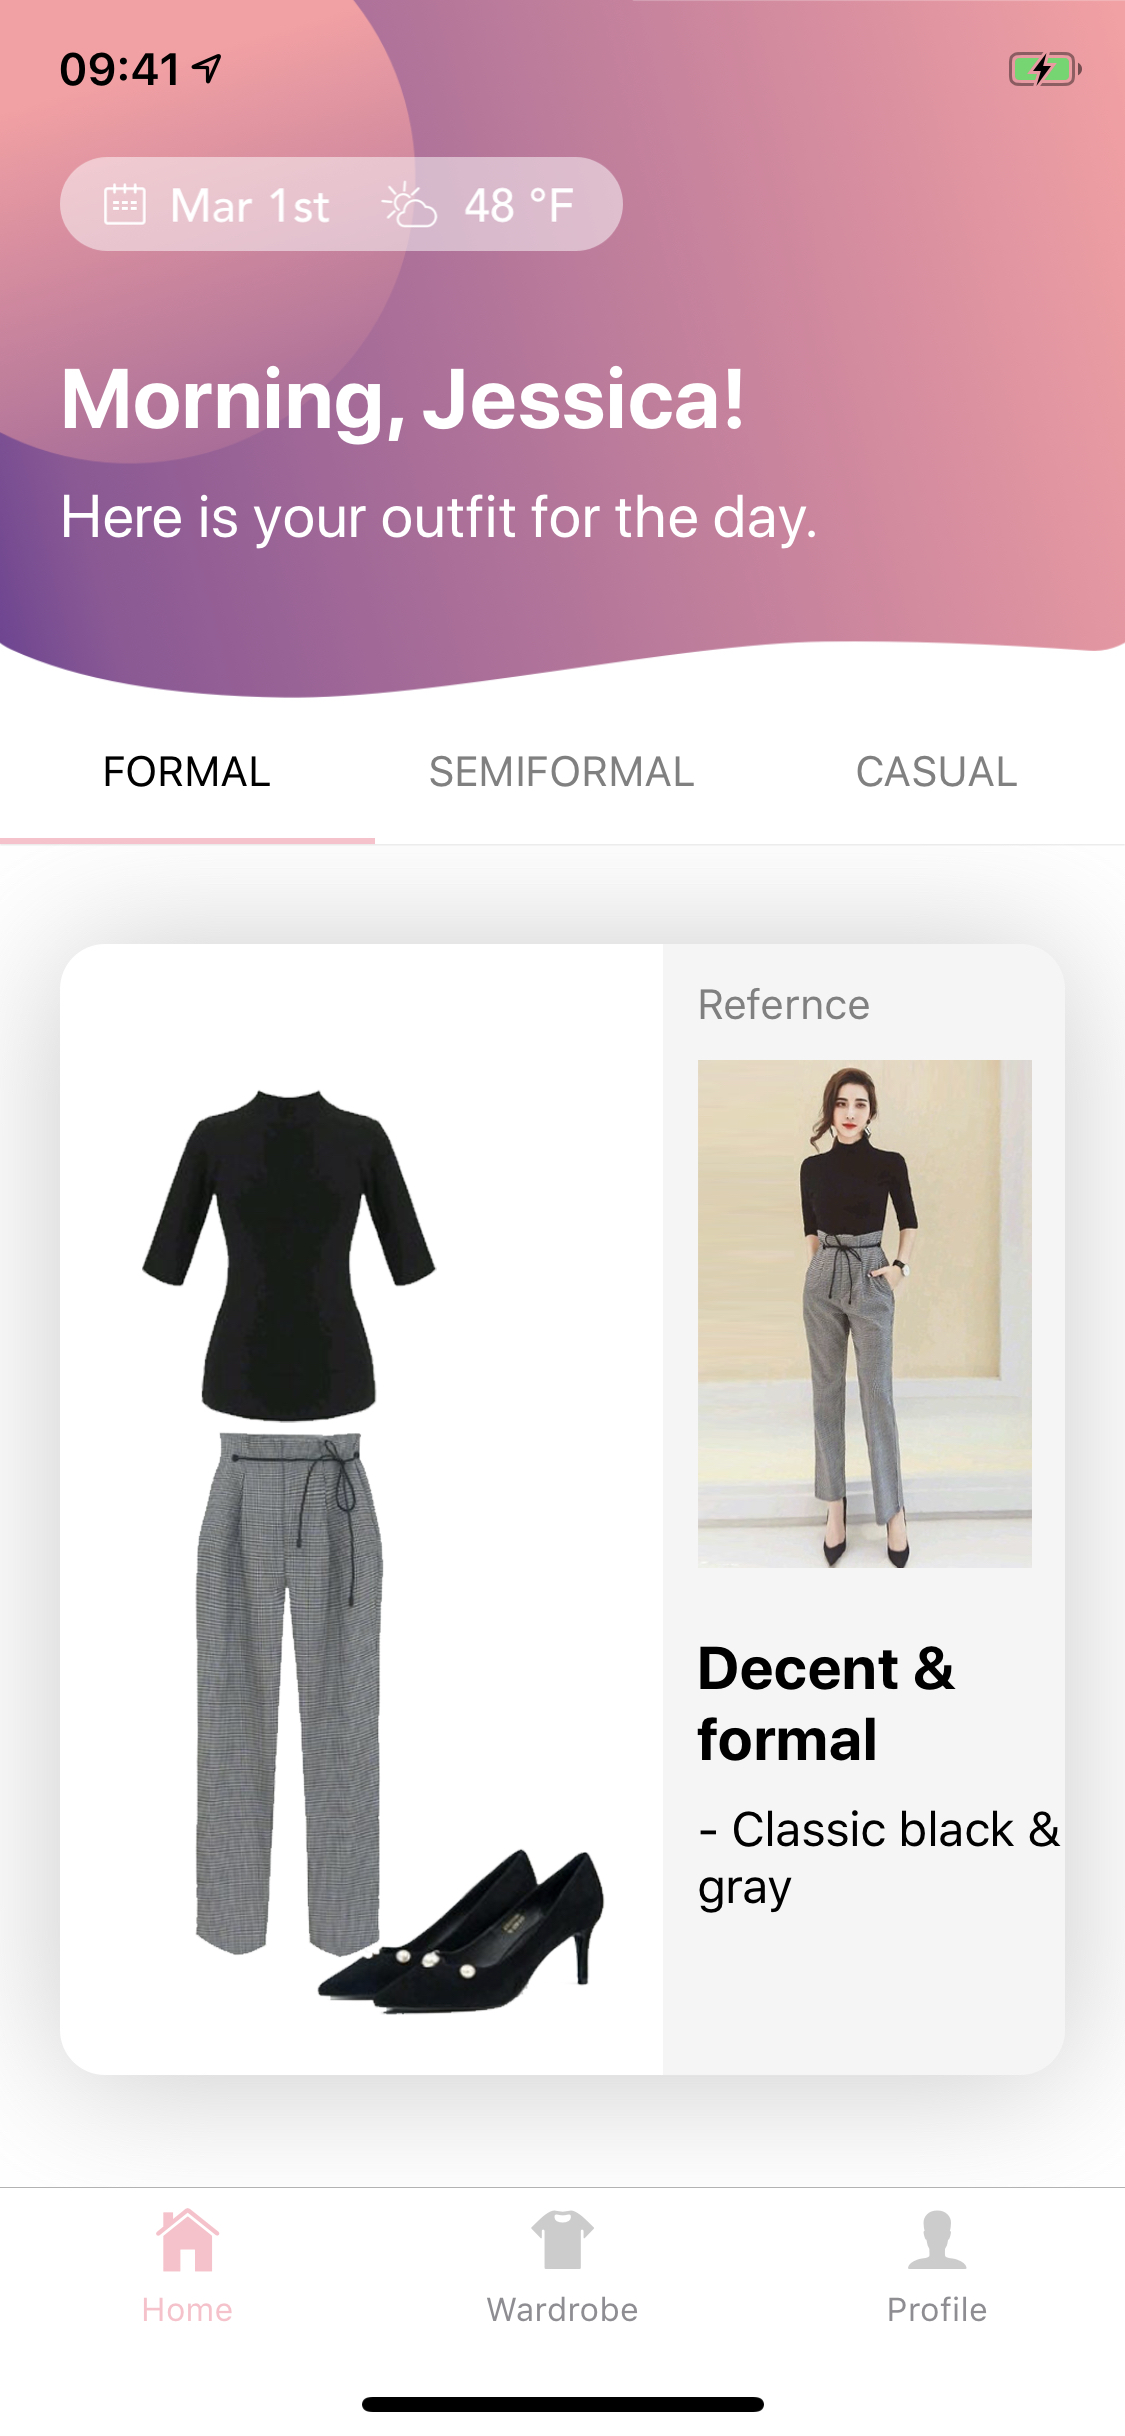 09:41
Mar 1st 48 °F
Morning, Jessica!
Here is your outfit for the day.
FORMAL SEMIFORMAL CASUAL
Refernce
Decent &
formal
- Classic black &
gray
Home Wardrobe Profile